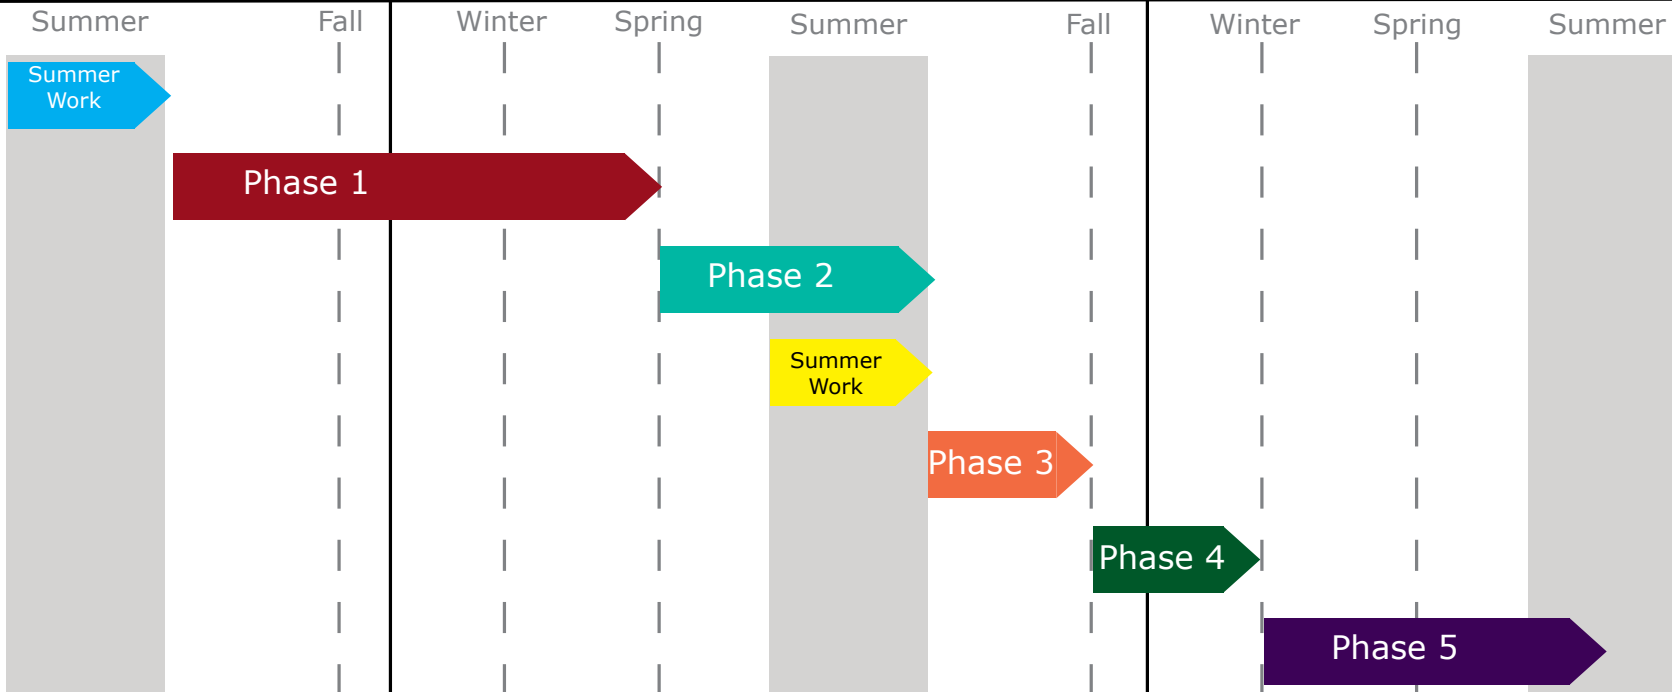 Summer Fall Winter Spring Summer Fall Winter Spring Summer
Summer
Work
Phase 1
Phase 2
Summer
Work
Phase 3
Phase 4
Phase 5